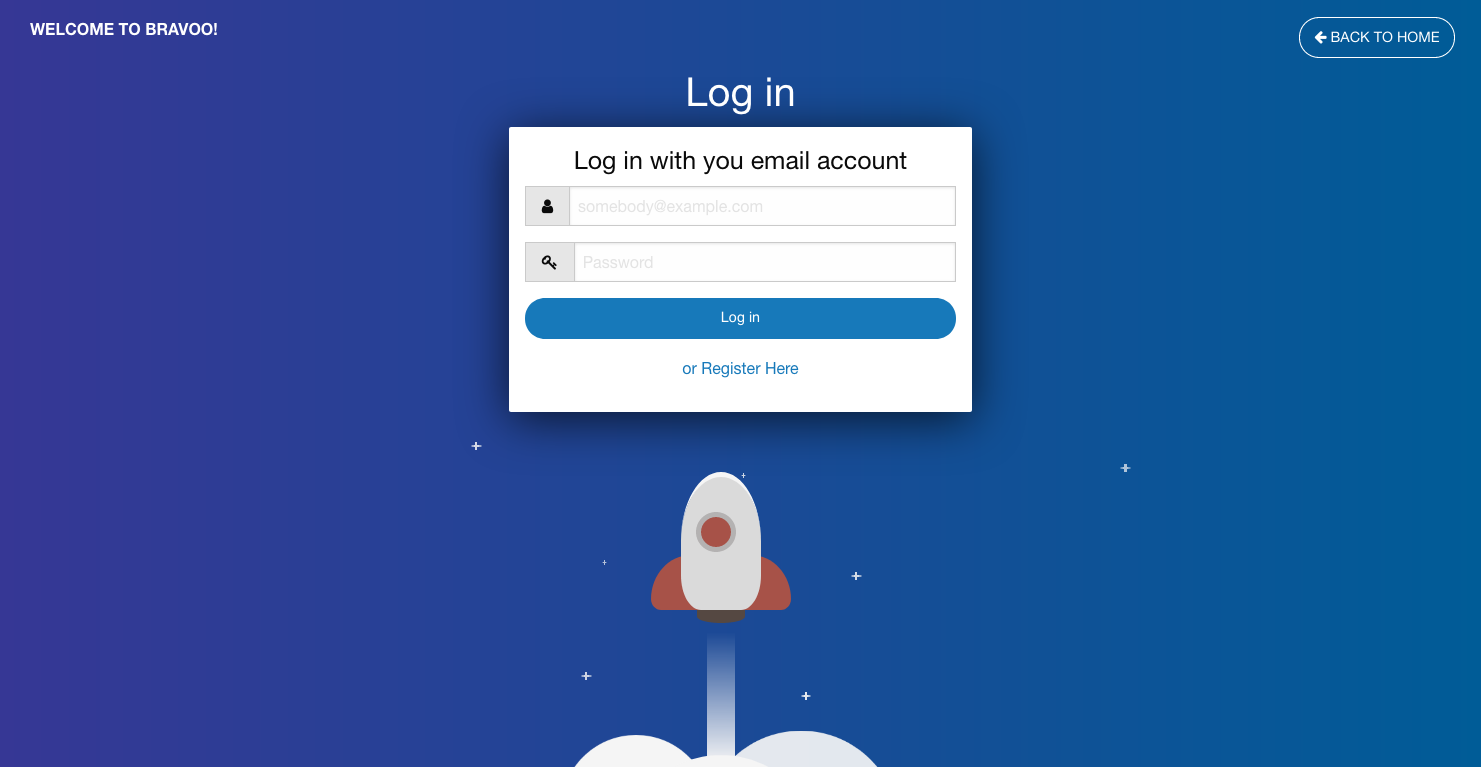 WELCOME TO BRAVOO!
BACK TO HOME
Log in
Log in with you email account
somebody@example.com
Password
Log in
or Register Here